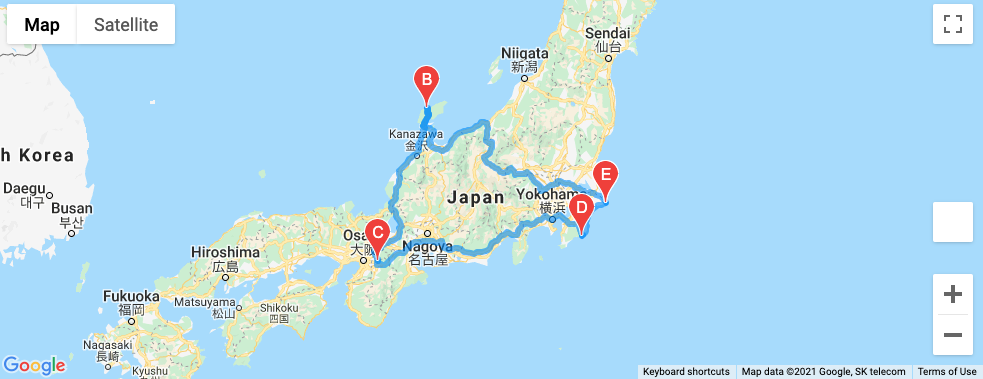 Map
Satellite
Sendai
仙台
Niigata
新潟
B
Kanazawa
金沢
h Korea
E
Daegu
대구
Yokohama
横浜
Japan
D
Busan
부산
C
Osa
大阪
Nagoya
名古屋
Hiroshima
広島
Fukuoka
福岡
Matsuyama
松山
Shikoku
四国
Nagasaki
長崎
Kyushu
Google
Keyboard shortcuts
Map data ©2021 Google, SK telecom
Terms of Use